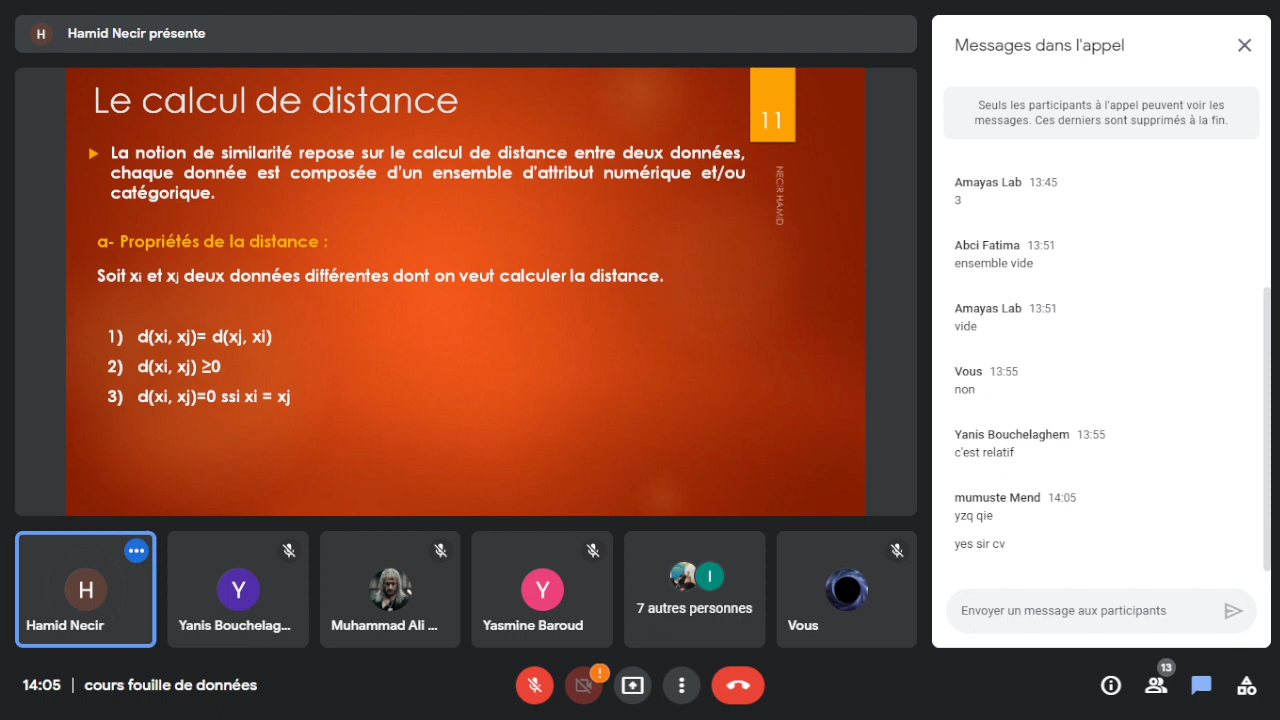 H Hamid Necir présente
Le calcul de distance
11
La notion de similarité repose sur le calcul de distance entre deux données,
chaque donnée est composée d'un ensemble d'attribut numérique et/ou
catégorique.
NECIR HAMID
a- Propriétés de la distance :
Soit xi et xj deux données différentes dont on veut calculer la distance.
1) d(xi, xj)= d(xj, xi)
2) d(xi, xj) ≥0
3) d(xi, xj)=0 ssi xi = xj
H
Hamid Necir
Y
Yanis Bouchelag...
Muhammad Ali ...
Y
Yasmine Baroud
I
7 autres personnes
Vous
14:05 | cours fouille de données
!
Messages dans l'appel
Seuls les participants à l'appel peuvent voir les
messages. Ces derniers sont supprimés à la fin.
Amayas Lab 13:45
3
Abci Fatima 13:51
ensemble vide
Amayas Lab 13:51
vide
Vous 13:55
non
Yanis Bouchelaghem 13:55
c'est relatif
mumuste Mend 14:05
yzq qie
yes sir cv
Envoyer un message aux participants
13